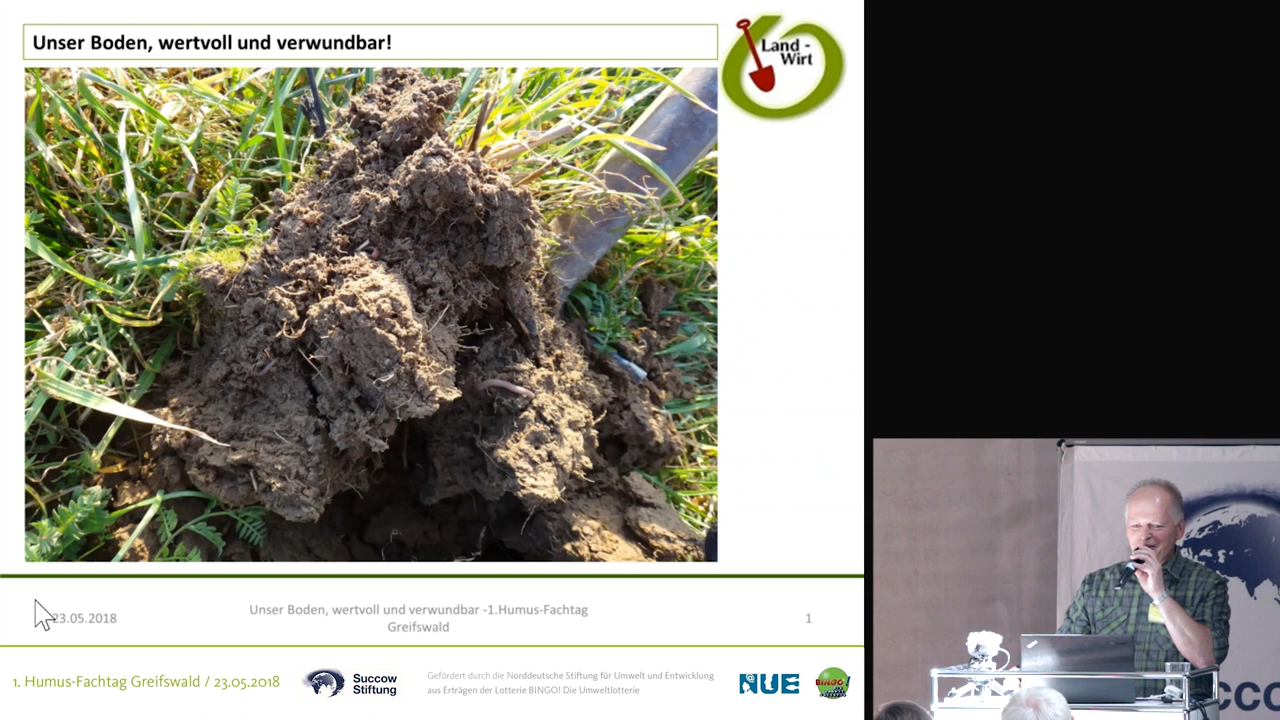 Unser Boden, wertvoll und verwundbar!
Land -
Wirt
23.05.2018
Unser Boden, wertvoll und verwundbar -1.Humus-Fachtag
Greifswald
1
1. Humus-Fachtag Greifswald / 23.05.2018
Succow
Stiftung
Gefördert durch die Norddeutsche Stiftung für Umwelt und Entwicklung
aus Erträgen der Lotterie BINGO! Die Umweltlotterie
NUE
BINGO!